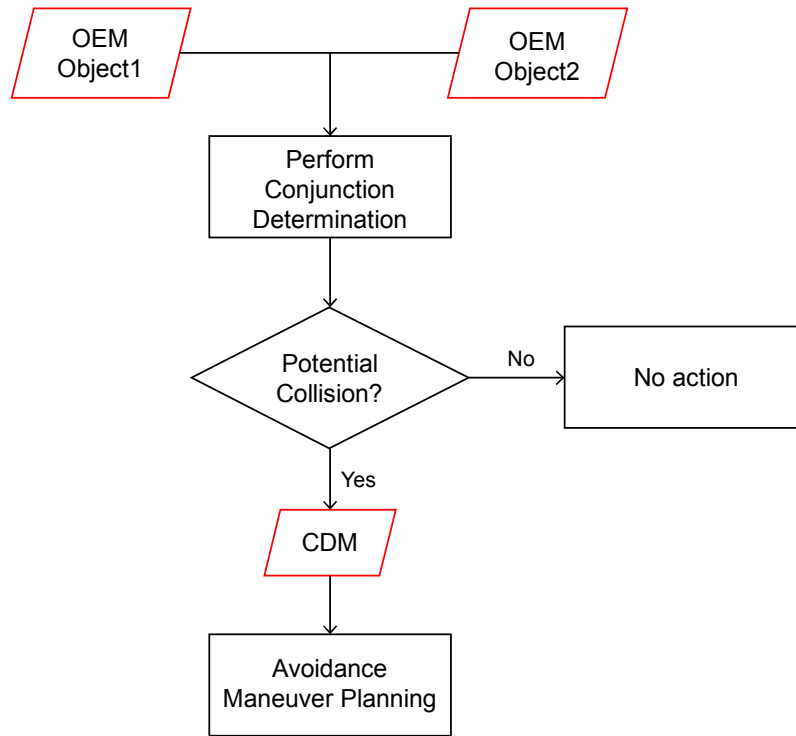 OEM
Object1
OEM
Object2
Perform
Conjunction
Determination
Potential
Collision?
No
No action
Yes
CDM
Avoidance
Maneuver Planning